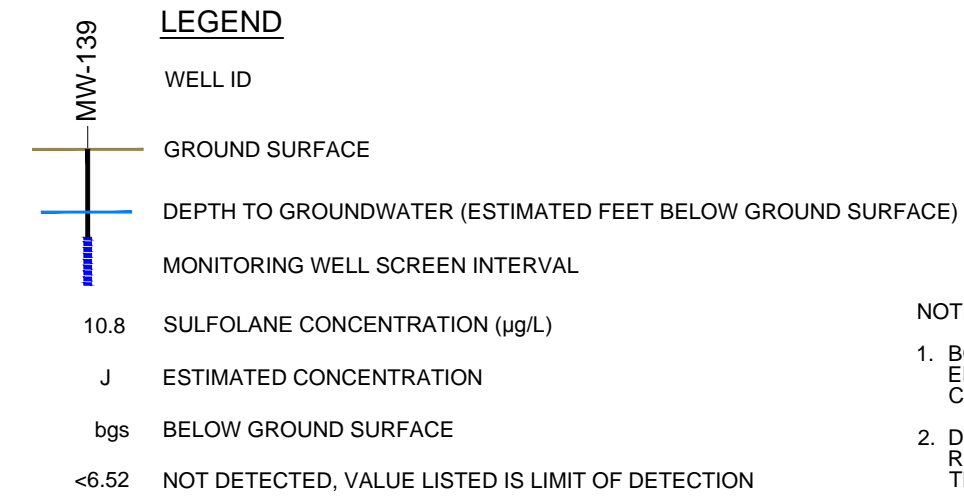 LEGEND
MW-139
WELL ID
GROUND SURFACE
DEPTH TO GROUNDWATER (ESTIMATED FEET BELOW GROUND SURFACE)
MONITORING WELL SCREEN INTERVAL
10.8 SULFOLANE CONCENTRATION (µg/L)
J ESTIMATED CONCENTRATION
bgs BELOW GROUND SURFACE
<6.52 NOT DETECTED, VALUE LISTED IS LIMIT OF DETECTION
NOT
1.
2.